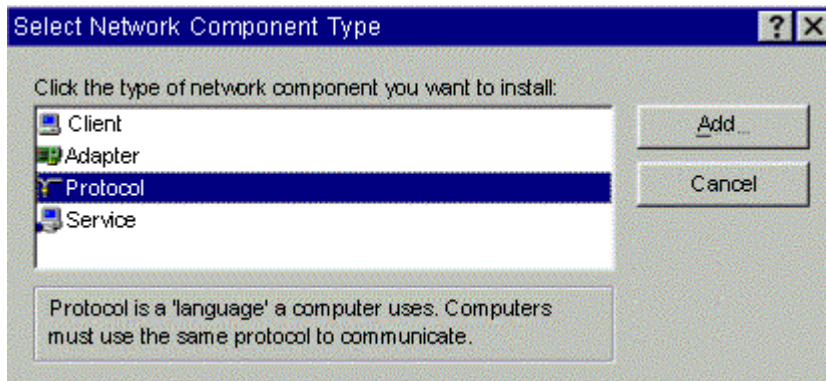 Select Network Component Type
Click the type of network component you want to install:
Client
Adapter
Protocol
Service
Add...
Cancel
Protocol is a 'language' a computer uses. Computers
must use the same protocol to communicate.